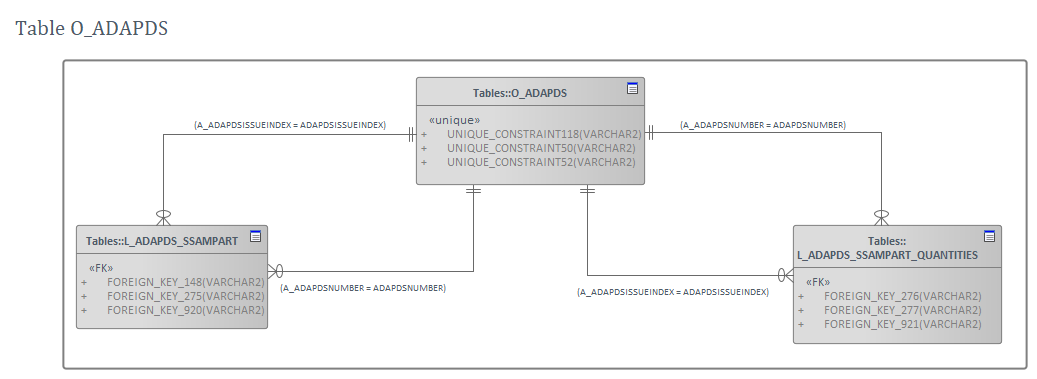 Table O_ADAPDS
Tables::O_ADAPDS
«unique»
+ UNIQUE_CONSTRAINT118(VARCHAR2)
+ UNIQUE_CONSTRAINT50(VARCHAR2)
+ UNIQUE_CONSTRAINT52(VARCHAR2)
(A_ADAPDSISSUEINDEX = ADAPDSISSUEINDEX)
(A_ADAPDSNUMBER = ADAPDSNUMBER)
Tables::L_ADAPDS_SSAMPART
«FK»
+ FOREIGN_KEY_148(VARCHAR2)
+ FOREIGN_KEY_275(VARCHAR2)
+ FOREIGN_KEY_920(VARCHAR2)
(A_ADAPDSNUMBER = ADAPDSNUMBER)
(A_ADAPDSISSUEINDEX = ADAPDSISSUEINDEX)
Tables::
L_ADAPDS_SSAMPART_QUANTITIES
«FK»
+ FOREIGN_KEY_276(VARCHAR2)
+ FOREIGN_KEY_277(VARCHAR2)
+ FOREIGN_KEY_921(VARCHAR2)